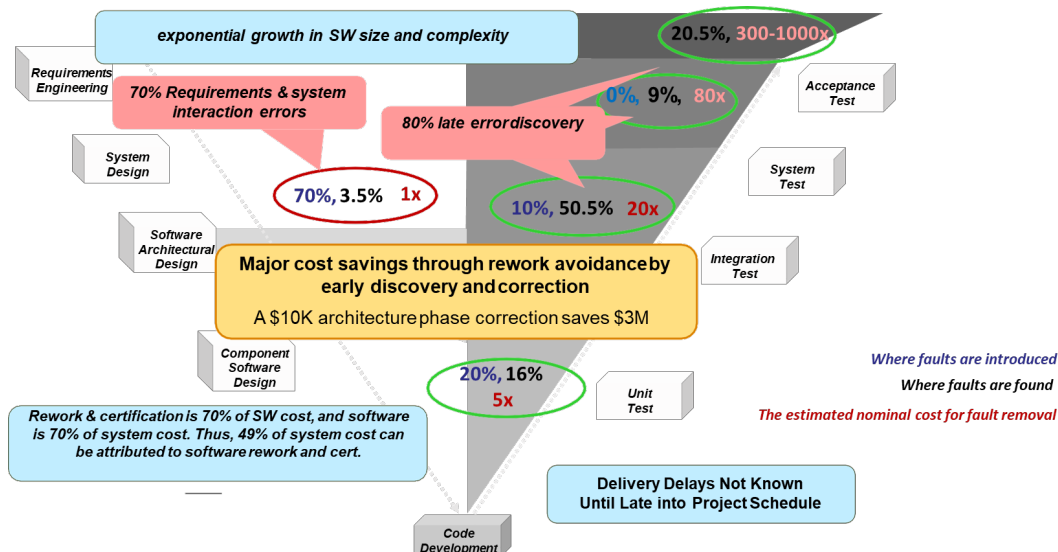 exponential growth in SW size and complexity
20.5%, 300-1000x
Requirements
Engineering
70% Requirements &system
interaction errors
0%, 9%, 80x
Acceptance
Test
80% late errordiscovery
System
Design
System
Test
70%, 3.5% 1x
10%, 50.5% 20x
Software
Architectural
Design
Integration
Test
Major cost savings through rework avoidance by
early discovery and correction
A $10K architecture phase correction saves $3M
Component
Software
Design
20%, 16%
5x
Unit
Test
Where faults are introduced
Where faults are found
The estimated nominal cost for fault removal
Rework & certification is 70% of SW cost, and software
is 70% of system cost. Thus, 49% of system cost can
be attributed to software rework and cert.
Delivery Delays Not Known
Until Late into Project Schedule
Code
Development